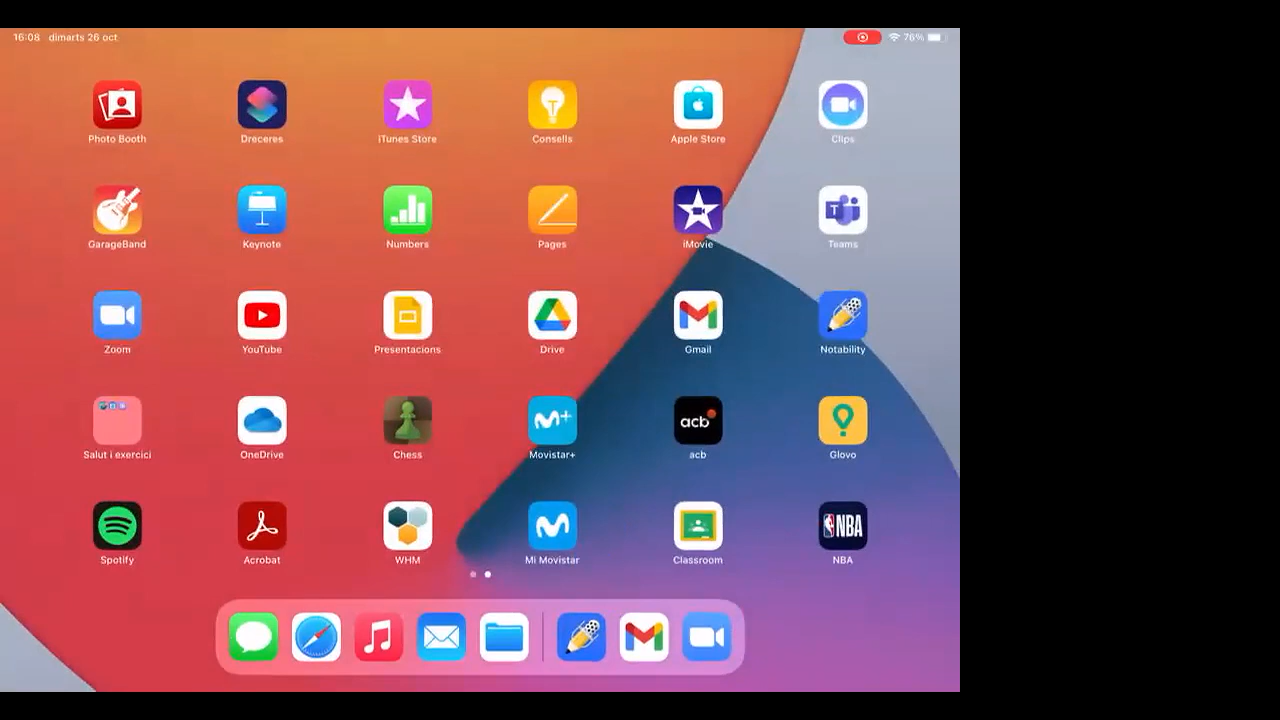 16:08 dimarts 26 oct 76%
Photo Booth Dreceres iTunes Store Consells Apple Store Clips
GarageBand Keynote Numbers Pages iMovie Teams
Zoom YouTube Presentacions Drive Gmail Notability
acb
Salut i exercici OneDrive Chess Movistar+ acb Glovo
NBA
Spotify Acrobat WHM Mi Movistar Classroom NBA